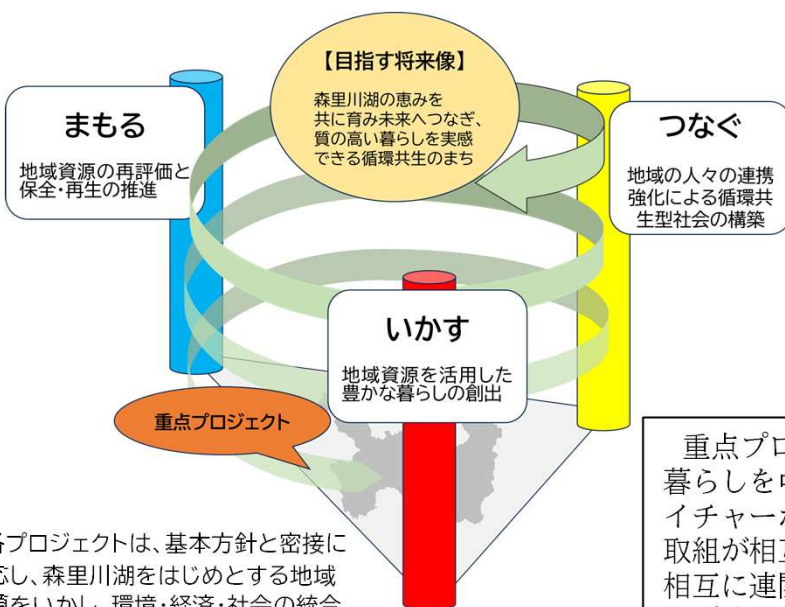 【目指す将来像】
森里川湖の恵みを
共に育み未来へつなぎ、
質の高い暮らしを実感
できる循環共生のまち
まもる
地域資源の再評価と
保全・再生の推進
つなぐ
地域の人々の連携
強化による循環共
生型社会の構築
いかす
地域資源を活用した
豊かな暮らしの創出
重点プロジェクト
プロジェクトは、基本方針と密接に
応し、森里川湖をはじめとする地域
をいかし、環境・経済・社会の統合
重点プロ
暮らしを
イチャー
取組が相互
相互に連関